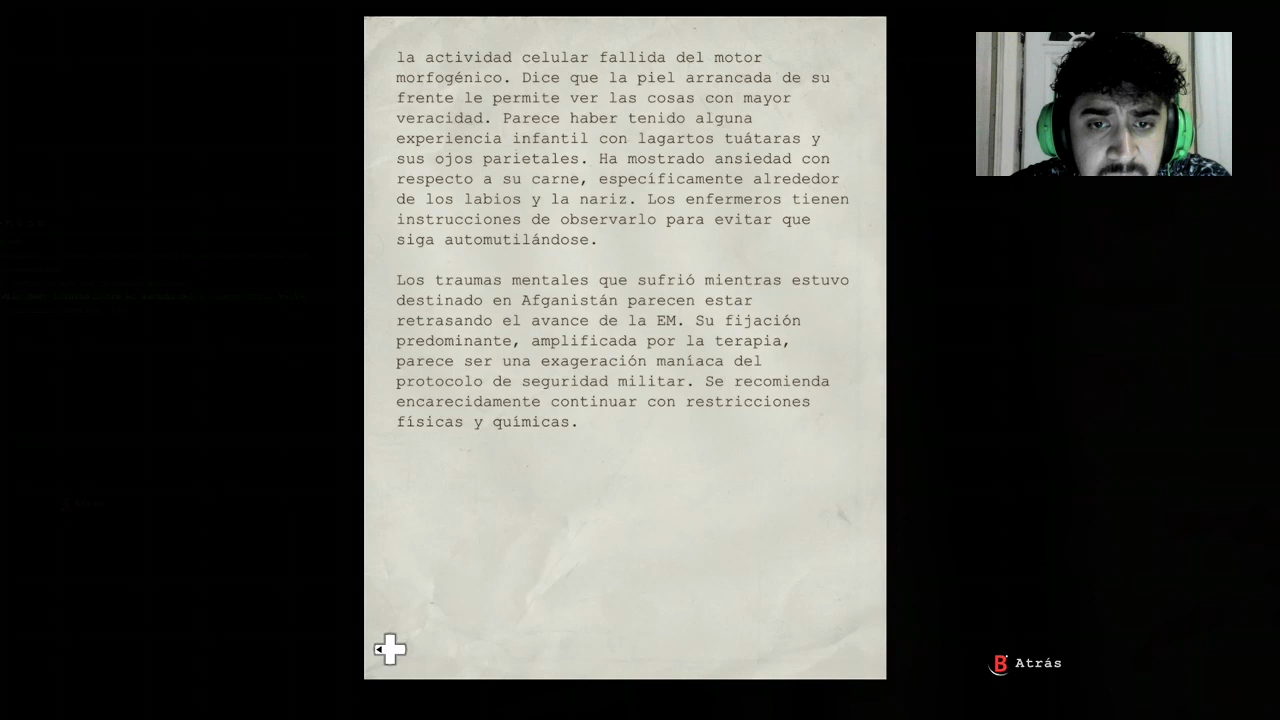 la actividad celular fallida del motor
morfogénico. Dice que la piel arrancada de su
frente le permite ver las cosas con mayor
veracidad. Parece haber tenido alguna
experiencia infantil con lagartos tuátaras y
sus ojos parietales. Ha mostrado ansiedad con
respecto a su carne, específicamente alrededor
de los labios y la nariz. Los enfermeros tienen
instrucciones de observarlo para evitar que
siga automutilándose.
Los traumas mentales que sufrió mientras estuvo
destinado en Afganistán parecen estar
retrasando el avance de la EM. Su fijación
predominante, amplificada por la terapia,
parece ser una exageración maníaca del
protocolo de seguridad militar. Se recomienda
encarecidamente continuar con restricciones
físicas y químicas.
B Atrás